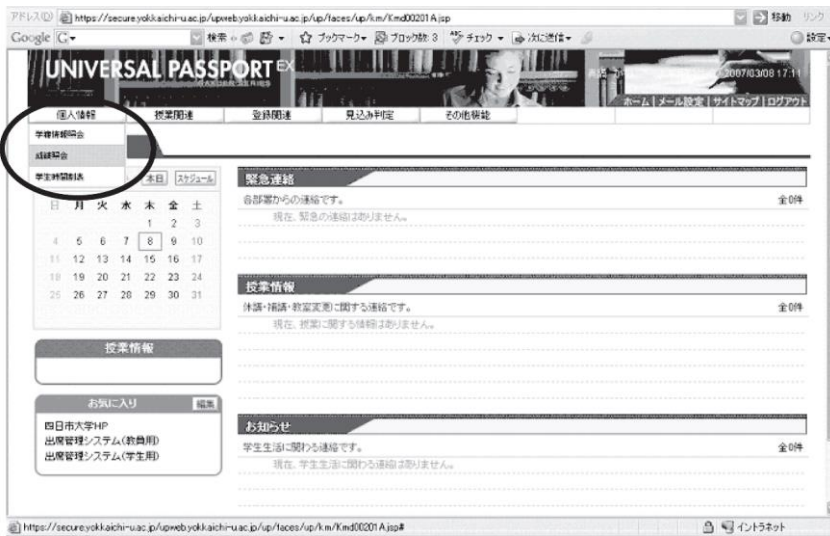 アドレス(D) https://secure.yokkaichi-u.ac.jp/upweb.yokkaichi-u.ac.jp/up/faces/up/km/Kmd00201A.jsp 移動 リンク
Google G 検索 ブックマーク ブロック数: 3 チェック 次に送信 設定
UNIVERSAL PASSPORT EX
2007/03/08 17:11
ホーム | メール設定 | サイトマップ | ログアウト
個人情報 授業関連 登録関連 見込み判定 その他機能
学籍情報照会
成績照会
学生時間割表
本日 スケジュール
日 月 火 水 木 金 土
1 2 3
4 5 6 7 8 9 10
11 12 13 14 15 16 17
18 19 20 21 22 23 24
25 26 27 28 29 30 31
授業情報
お気に入り 編集
四日市大学HP
出席管理システム(教員用)
出席管理システム(学生用)
緊急連絡
各部署からの連絡です。 全0件
現在、緊急の連絡はありません。
授業情報
休講・補講・教室変更に関する連絡です。 全0件
現在、授業に関する情報はありません。
お知らせ
学生生活に関わる連絡です。 全0件
現在、学生生活に関わる連絡はありません。
https://secure.yokkaichi-u.ac.jp/upweb.yokkaichi-u.ac.jp/up/faces/up/km/Kmd00201A.jsp# イントラネット